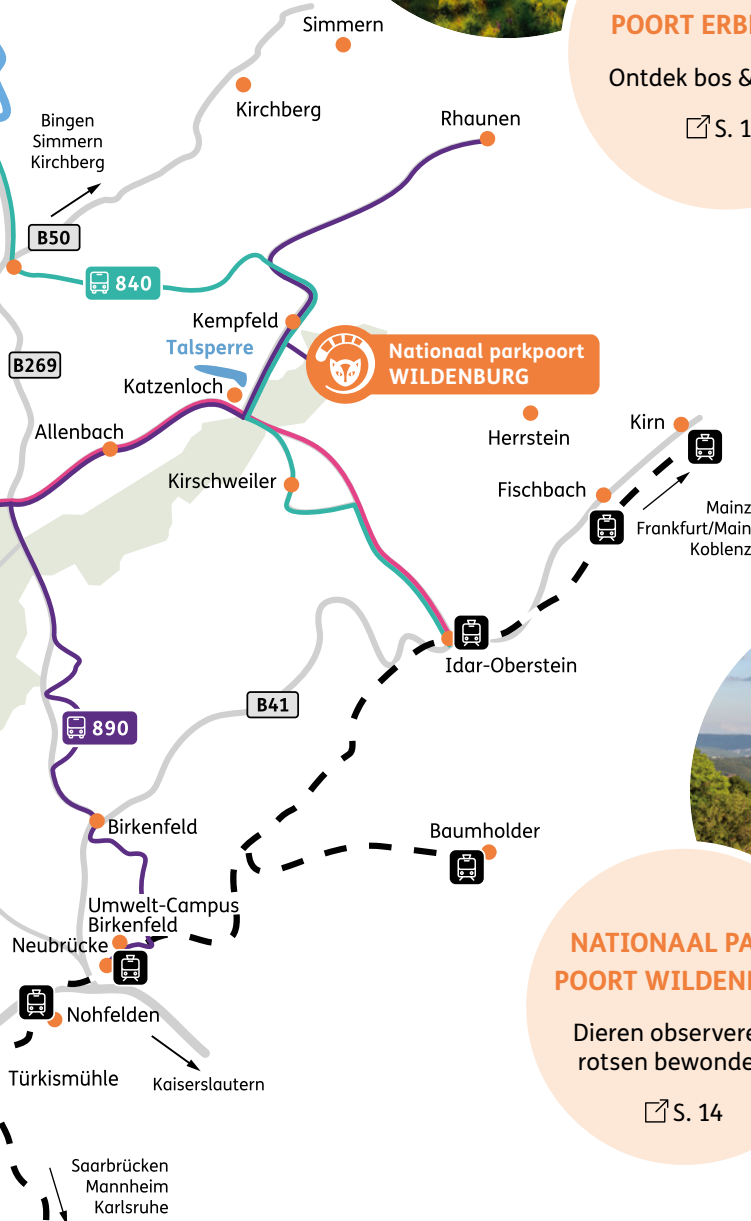 Simmern
POORT ERB
Kirchberg
Ontdek bos &
Rhaunen
S. 1
Bingen
Simmern
Kirchberg
B50
840
Kempfeld
Talsperre
Nationaal parkpoort
WILDENBURG
B269
Katzenloch
Allenbach
Herrstein
Kirn
Kirschweiler
Fischbach
Mainz
Frankfurt/Main
Koblenz
Idar-Oberstein
B41
890
Birkenfeld
Baumholder
Umwelt-Campus
Birkenfeld
Neubrücke
NATIONAAL PA
POORT WILDEN
Nohfelden
Dieren observere
rotsen bewonde
Türkismühle
Kaiserslautern
S. 14
Saarbrücken
Mannheim
Karlsruhe